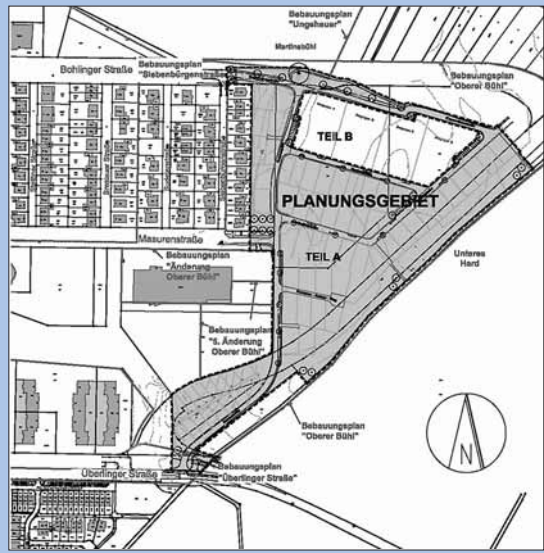 Bebauungsplan
"Ungeheuer"
Martinsbühl
Bohlinger Straße
Bebauungsplan
"Siebenbürgenstraße"
Bebauungsplan
"Oberer Bühl"
TEIL B
PLANUNGSGEBIET
Masurenstraße
TEIL A
Unteres
Hard
Bebauungsplan
"Änderung
Oberer Bühl"
Bebauungsplan
"5. Änderung
Oberer Bühl"
Bebauungsplan
"Oberer Bühl"
N
Überlinger Straße
Bebauungsplan
"Überlinger Straße"